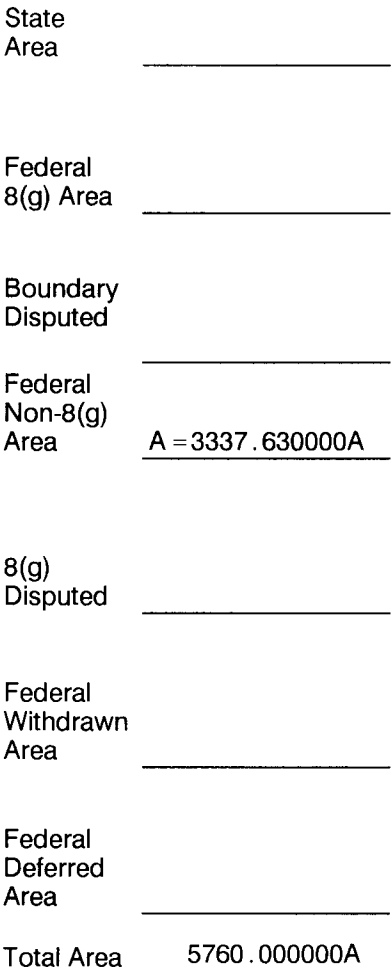 State
Area
Federal
8(g) Area
Boundary
Disputed
Federal
Non-8(g)
Area A = 3337.630000A
8(g)
Disputed
Federal
Withdrawn
Area
Federal
Deferred
Area
Total Area 5760.000000A